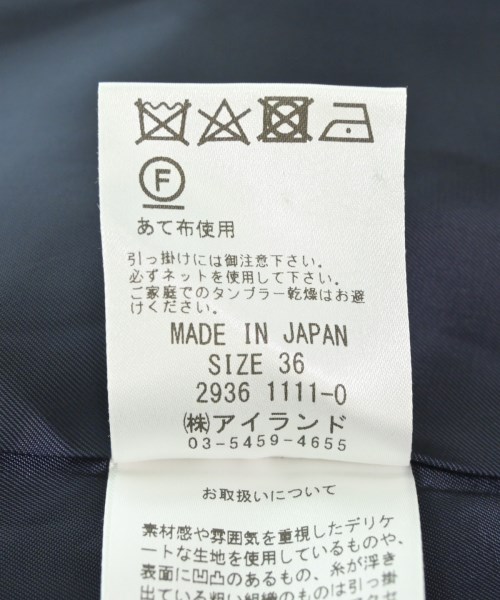 F
あて布使用
引っ掛けには御注意下さい。
必ずネットを使用して下さい。
ご家庭でのタンブラー乾燥はお避
けください。
MADE IN JAPAN
SIZE 36
2936 1111-0
㈱アイランド
03-5459-4655
お取扱いについて
素材感や雰囲気を重視したデリケ
ートな生地を使用しているものや、
表面に凹凸のあるもの、糸が浮き
出ている粗い組織のものは引っ掛